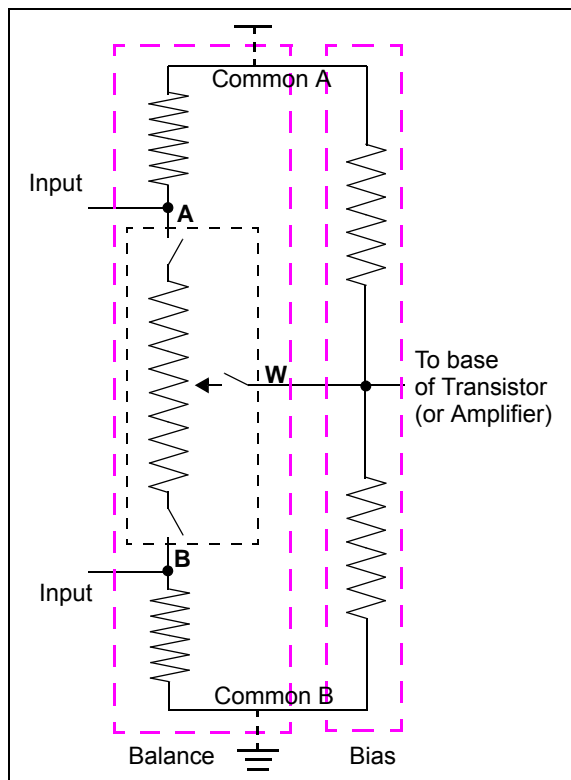 Common A
Input
A
W
To base
of Transistor
(or Amplifier)
B
Input
Common B
Balance
Bias